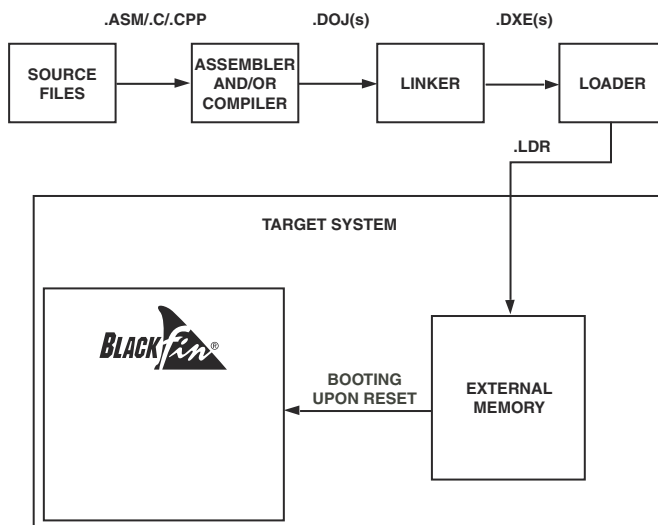 .ASM/.C/.CPP
.DOJ(s)
.DXE(s)
SOURCE
FILES
ASSEMBLER
AND/OR
COMPILER
LINKER
LOADER
.LDR
TARGET SYSTEM
BLACKfin®
BOOTING
UPON RESET
EXTERNAL
MEMORY